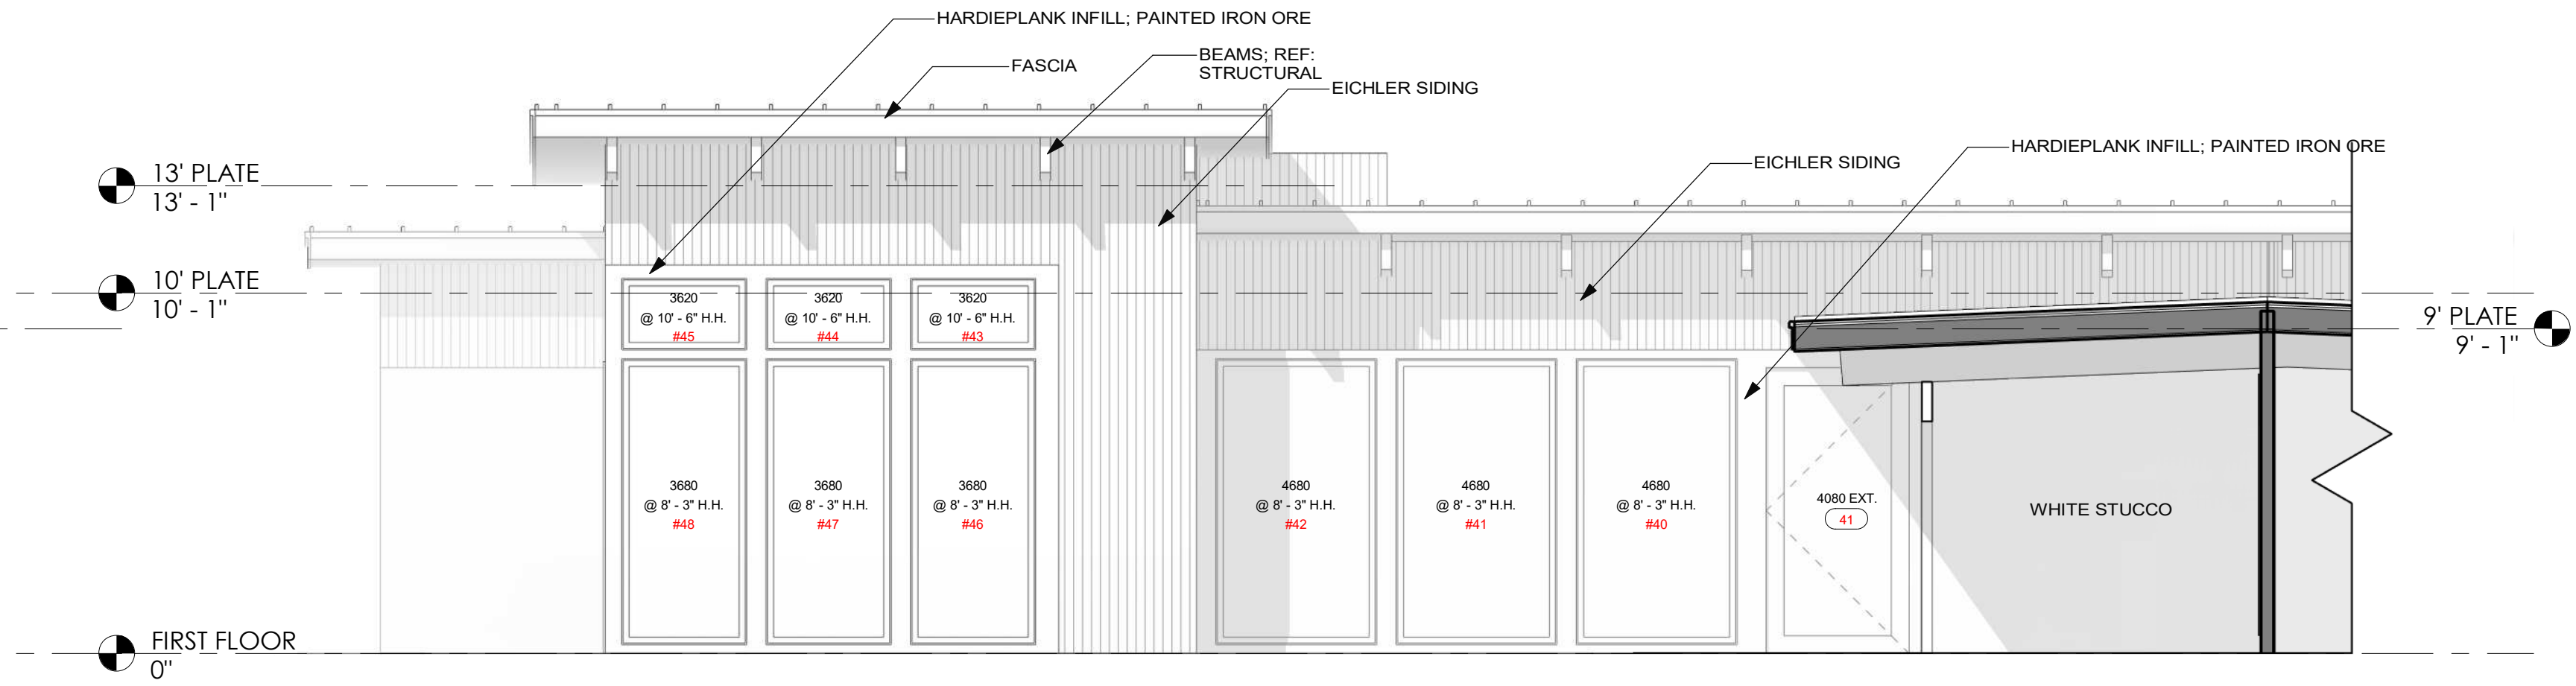 HARDIEPLANK INFILL; PAINTED IRON ORE
BEAMS; REF:
STRUCTURAL
FASCIA
EICHLER SIDING
HARDIEPLANK INFILL; PAINTED IRON ORE
EICHLER SIDING
13' PLATE
13' - 1"
10' PLATE
10' - 1"
9' PLATE
9' - 1"
3620
@ 10' - 6" H.H.
#45
3620
@ 10' - 6" H.H.
#44
3620
@ 10' - 6" H.H.
#43
3680
@ 8' - 3" H.H.
#48
3680
@ 8' - 3" H.H.
#47
3680
@ 8' - 3" H.H.
#46
4680
@ 8' - 3" H.H.
#42
4680
@ 8' - 3" H.H.
#41
4680
@ 8' - 3" H.H.
#40
4080 EXT.
41
WHITE STUCCO
FIRST FLOOR
0"